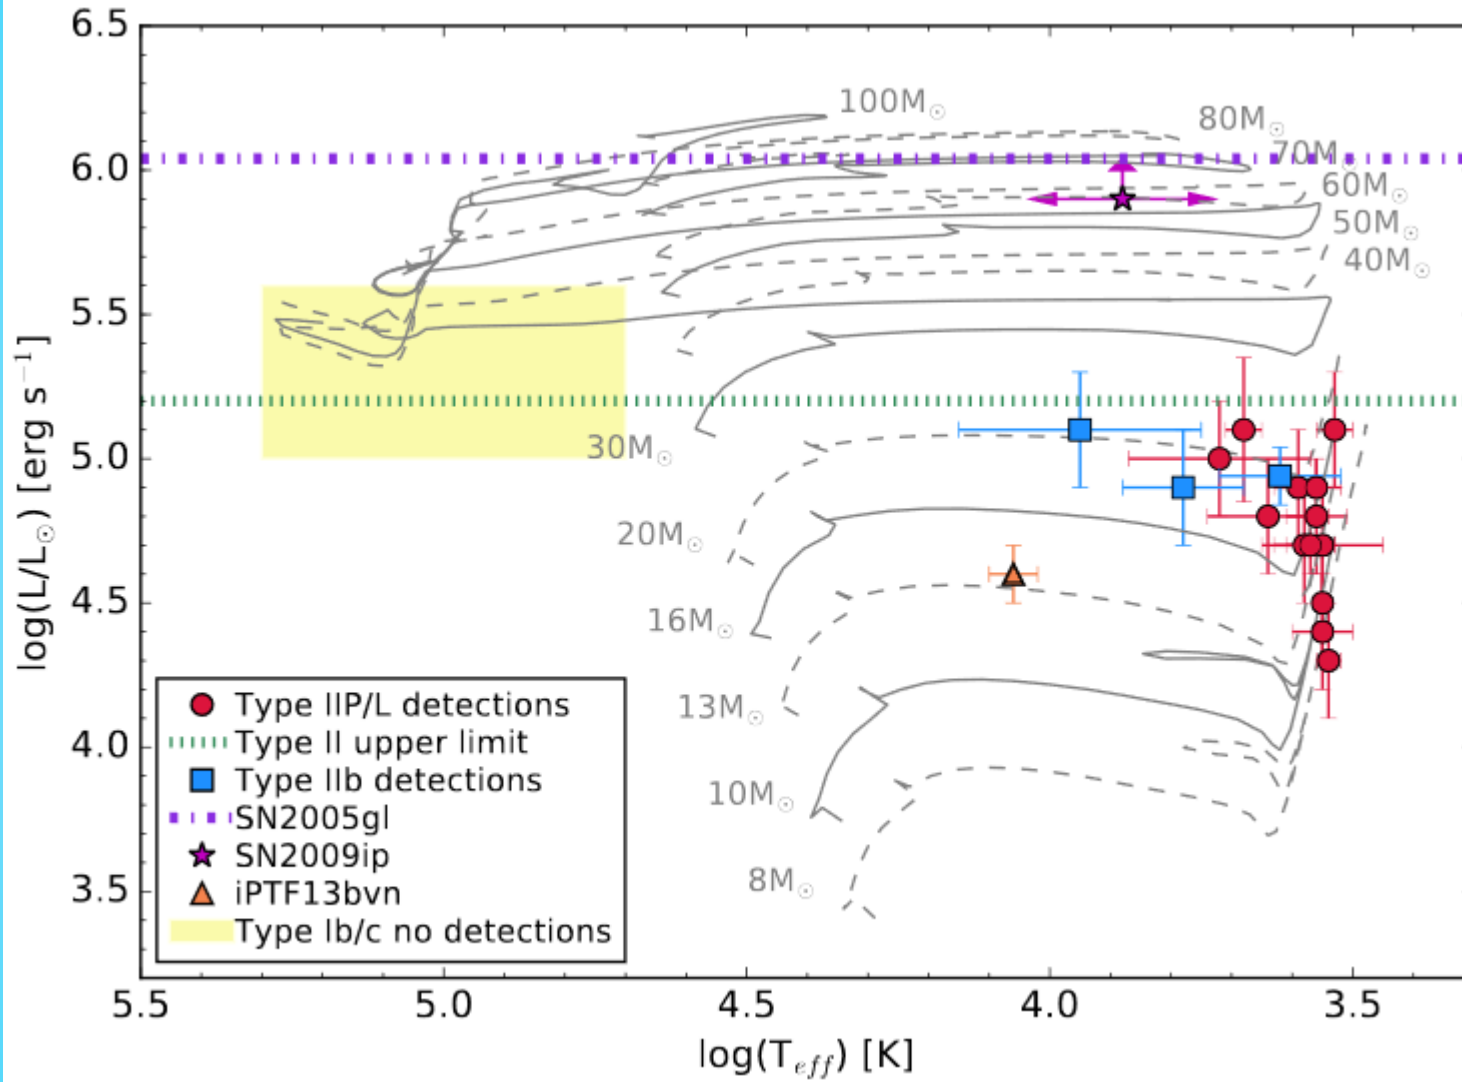 6.5
6.0
5.5
5.0
4.5
4.0
3.5
log(L/L☉) [erg s⁻¹]
100M☉
80M☉
70M
60M☉
50M☉
40M☉
30M☉
20M☉
16M☉
13M☉
10M☉
8M☉
Type IIP/L detections
Type II upper limit
Type IIb detections
SN2005gl
SN2009ip
iPTF13bvn
Type Ib/c no detections
5.5 5.0 4.5 4.0 3.5
log(T_eff) [K]